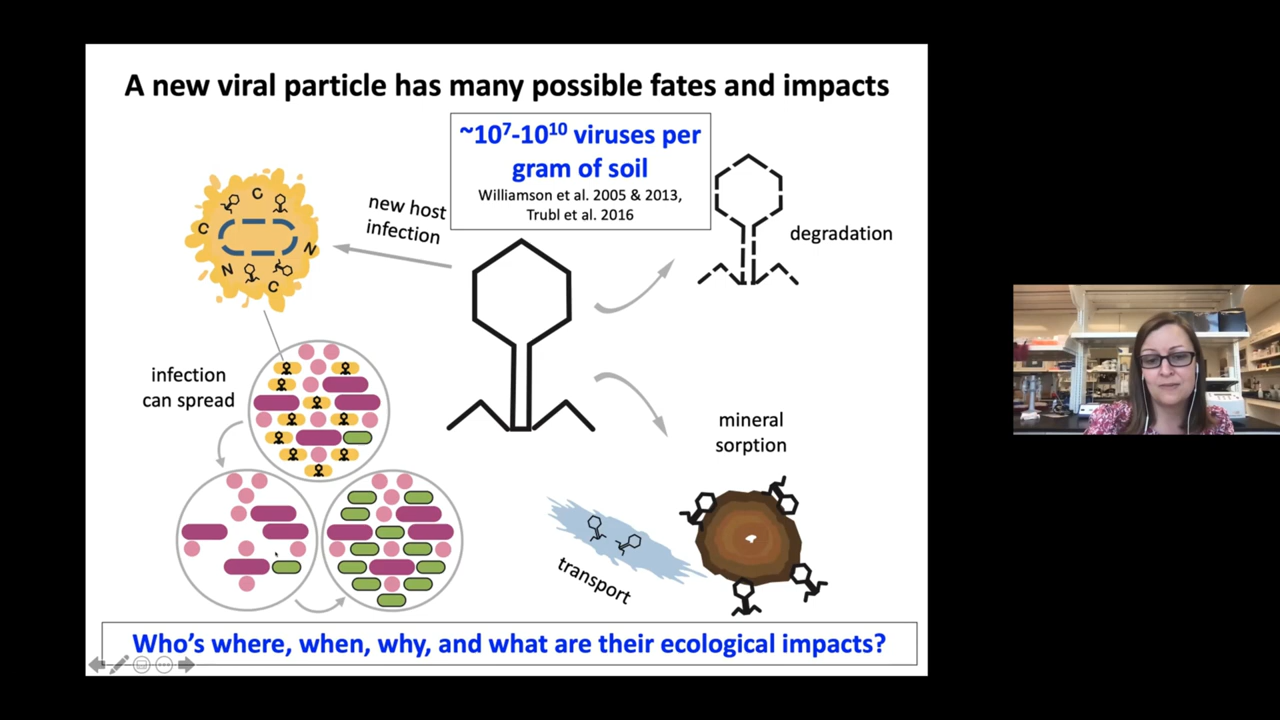 A new viral particle has many possible fates and impacts
~10⁷-10¹⁰ viruses per
gram of soil
Williamson et al. 2005 & 2013,
Trubl et al. 2016
new host
infection
degradation
C
C
N
N
C
infection
can spread
mineral
sorption
transport
Who's where, when, why, and what are their ecological impacts?